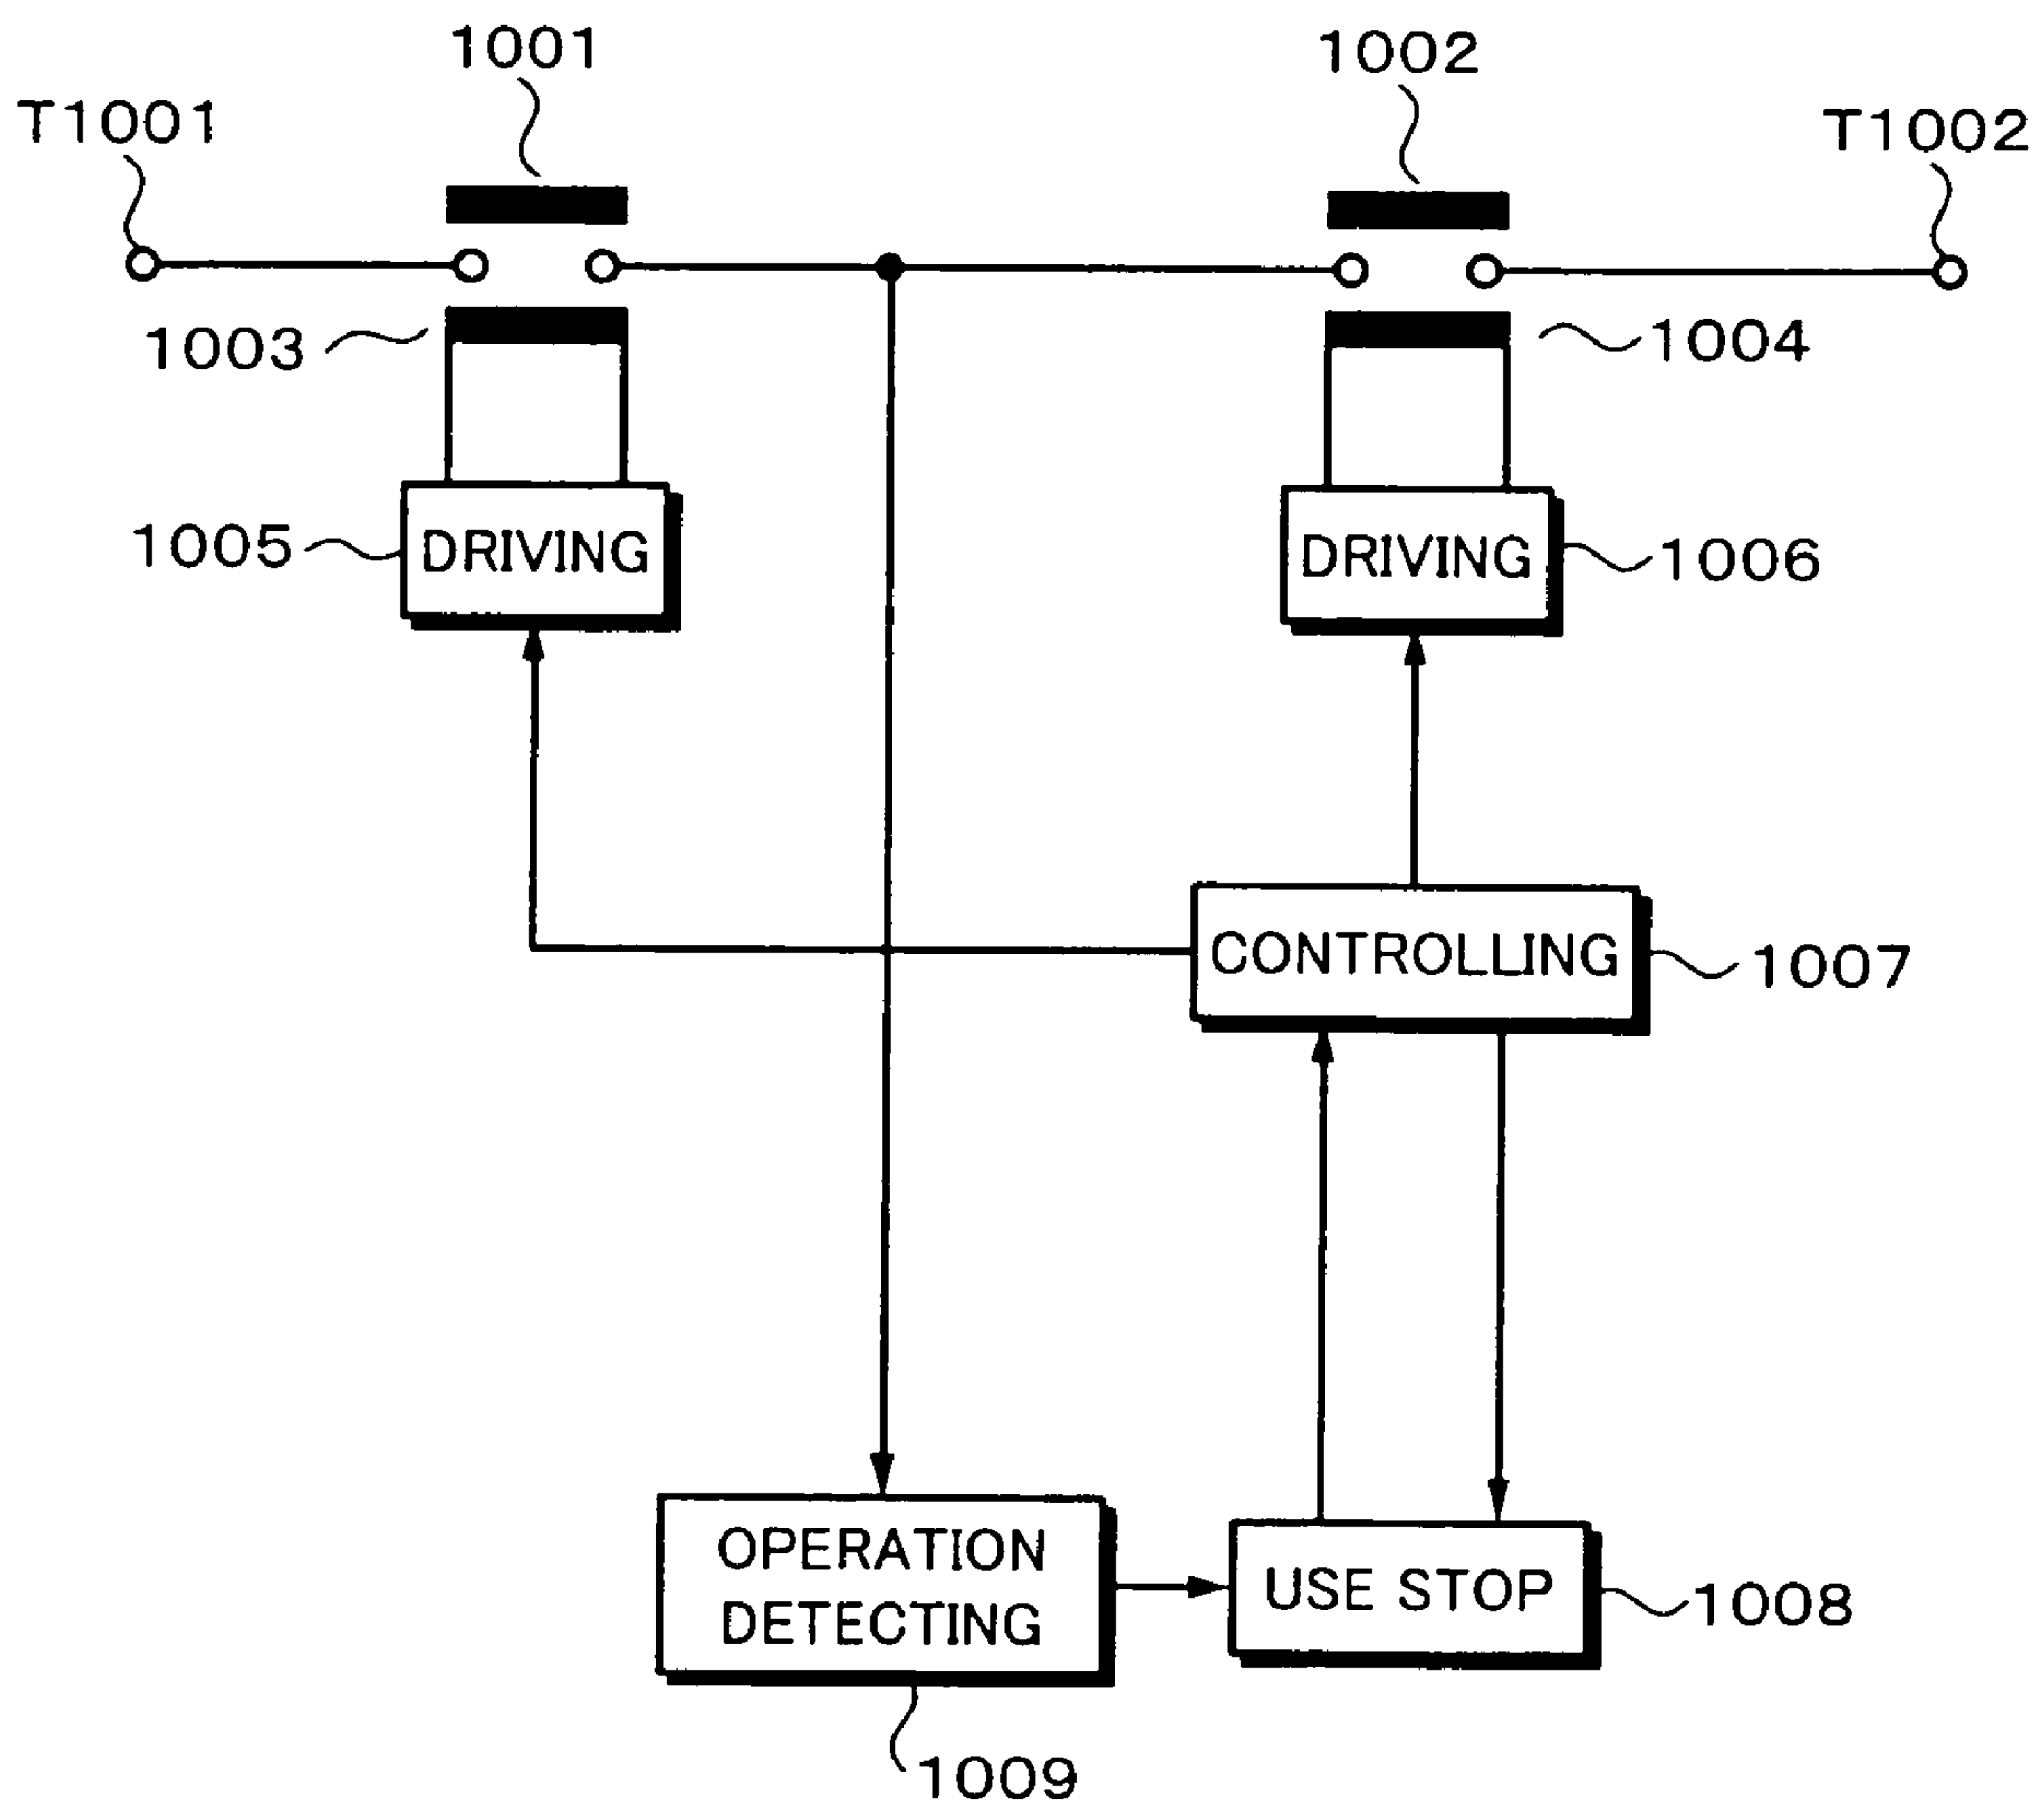 1001
1002
T1001
T1002
1003
1004
1005
DRIVING
DRIVING
1006
CONTROLLING
1007
OPERATION
DETECTING
USE STOP
1008
1009